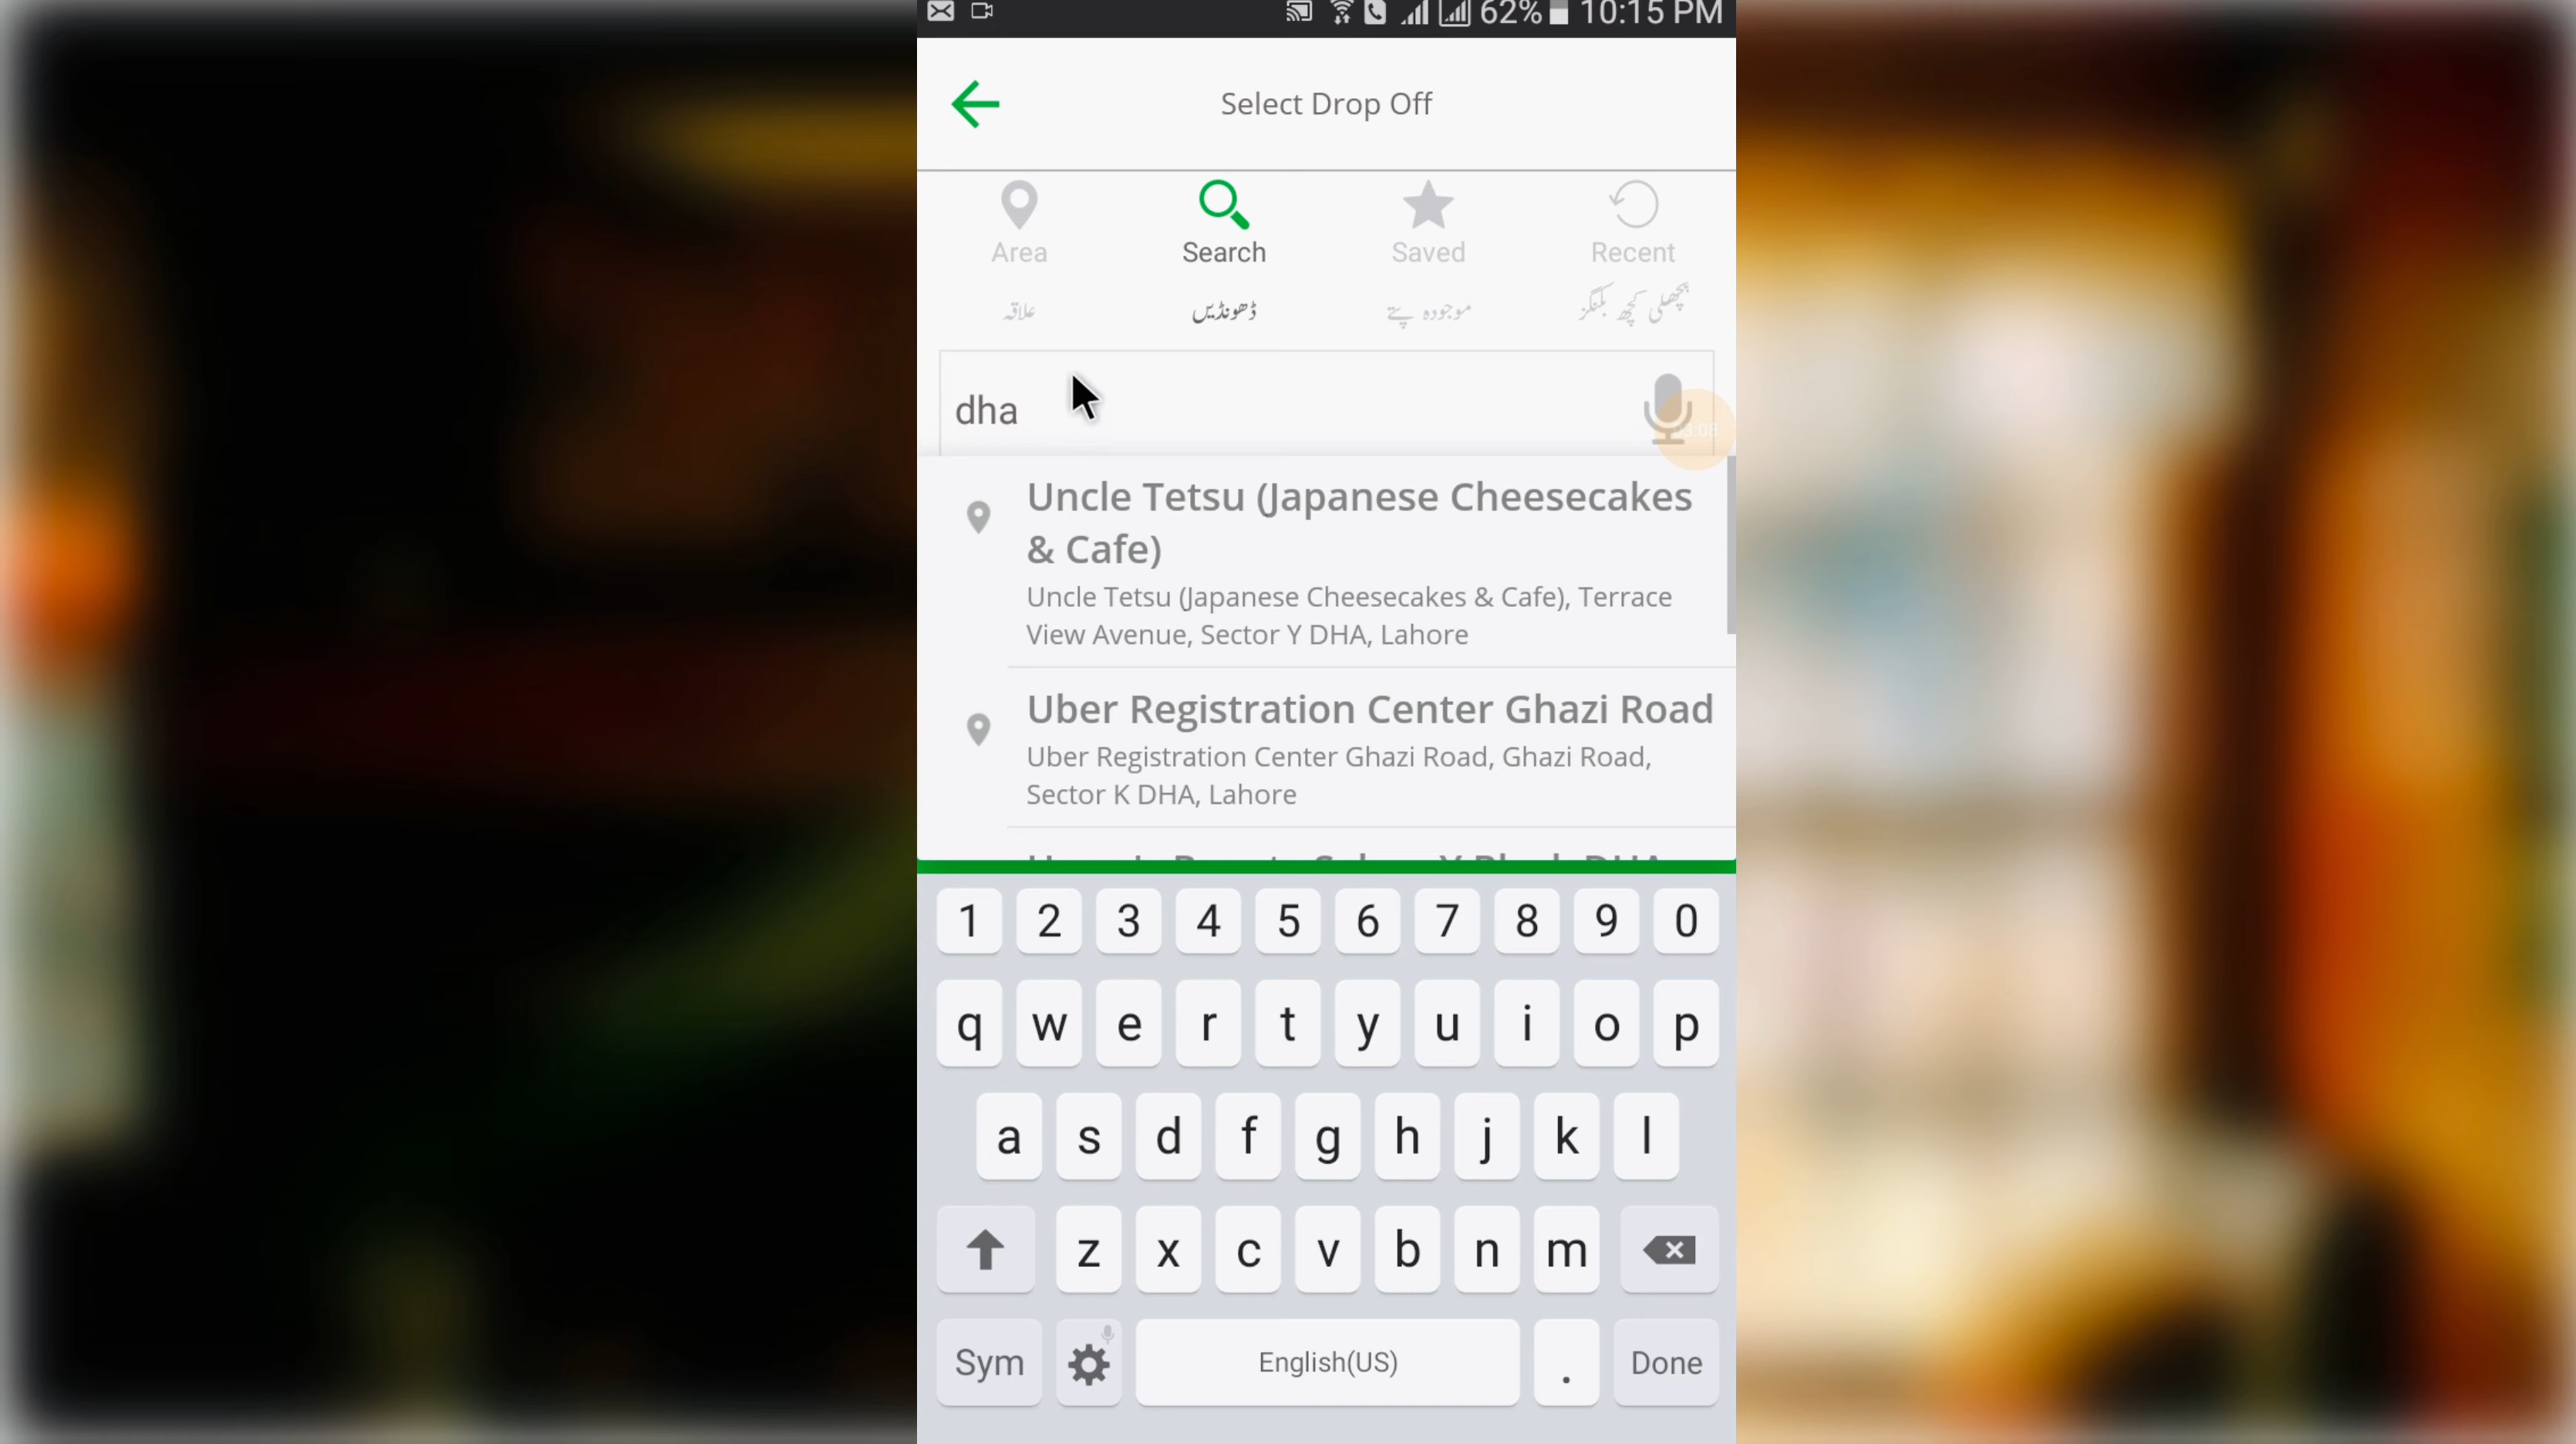 62% 10:15 PM
Select Drop Off
Area
Search
Saved
Recent
علاقہ
ڈھونڈیں
موجودہ پتے
پچھلی کچھ بکنگز
dha
Uncle Tetsu (Japanese Cheesecakes
& Cafe)
Uncle Tetsu (Japanese Cheesecakes & Cafe), Terrace
View Avenue, Sector Y DHA, Lahore
Uber Registration Center Ghazi Road
Uber Registration Center Ghazi Road, Ghazi Road,
Sector K DHA, Lahore
1 2 3 4 5 6 7 8 9 0
q w e r t y u i o p
a s d f g h j k l
z x c v b n m
Sym English(US) . Done